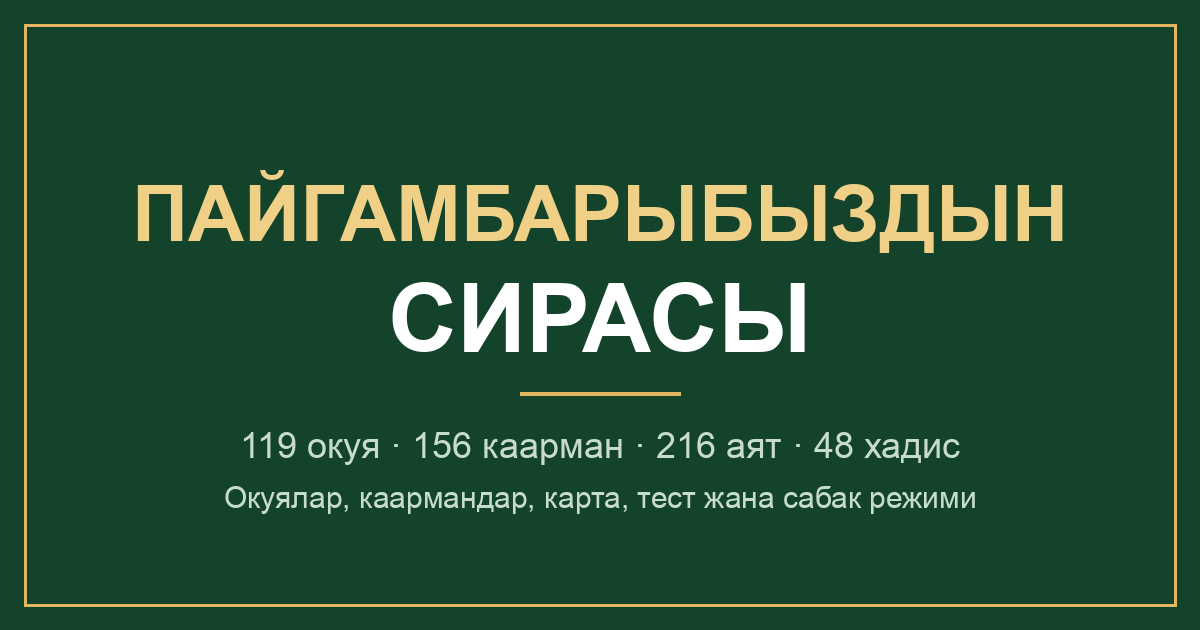 ПАЙГАМБАРЫБЫЗДЫН
СИРАСЫ
119 окуя · 156 каарман · 216 аят · 48 хадис
Окуялар, каармандар, карта, тест жана сабак режими